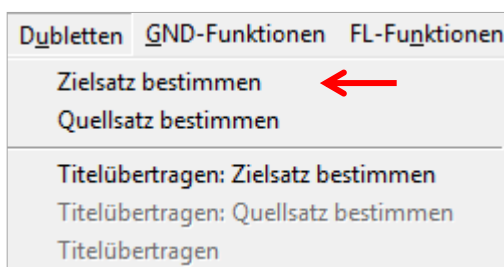 Dubletten GND-Funktionen FL-Funktionen
Zielsatz bestimmen
Quellsatz bestimmen
Titelübertragen: Zielsatz bestimmen
Titelübertragen: Quellsatz bestimmen
Titelübertragen